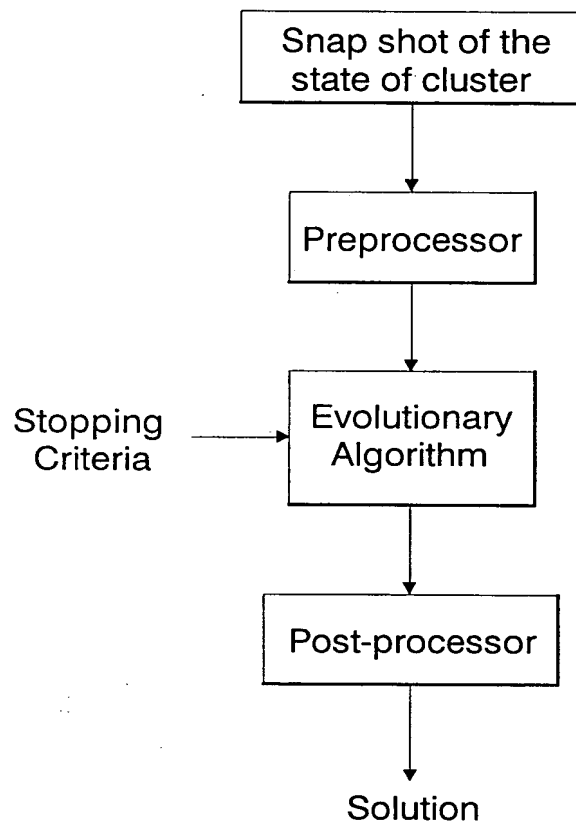 Snap shot of the
state of cluster
Preprocessor
Stopping
Criteria
Evolutionary
Algorithm
Post-processor
Solution